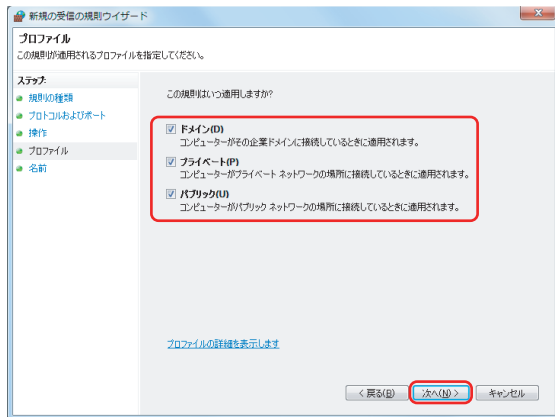 新規の受信の規則ウィザード
プロファイル
この規則が適用されるプロファイルを指定してください。
ステップ:
規則の種類
プロトコルおよびポート
操作
プロファイル
名前
この規則はいつ適用しますか?
ドメイン(D)
コンピューターがその企業ドメインに接続しているときに適用されます。
プライベート(P)
コンピューターがプライベート ネットワークの場所に接続しているときに適用されます。
パブリック(U)
コンピューターがパブリック ネットワークの場所に接続しているときに適用されます。
プロファイルの詳細を表示します
< 戻る(B)
次へ(N) >
キャンセル